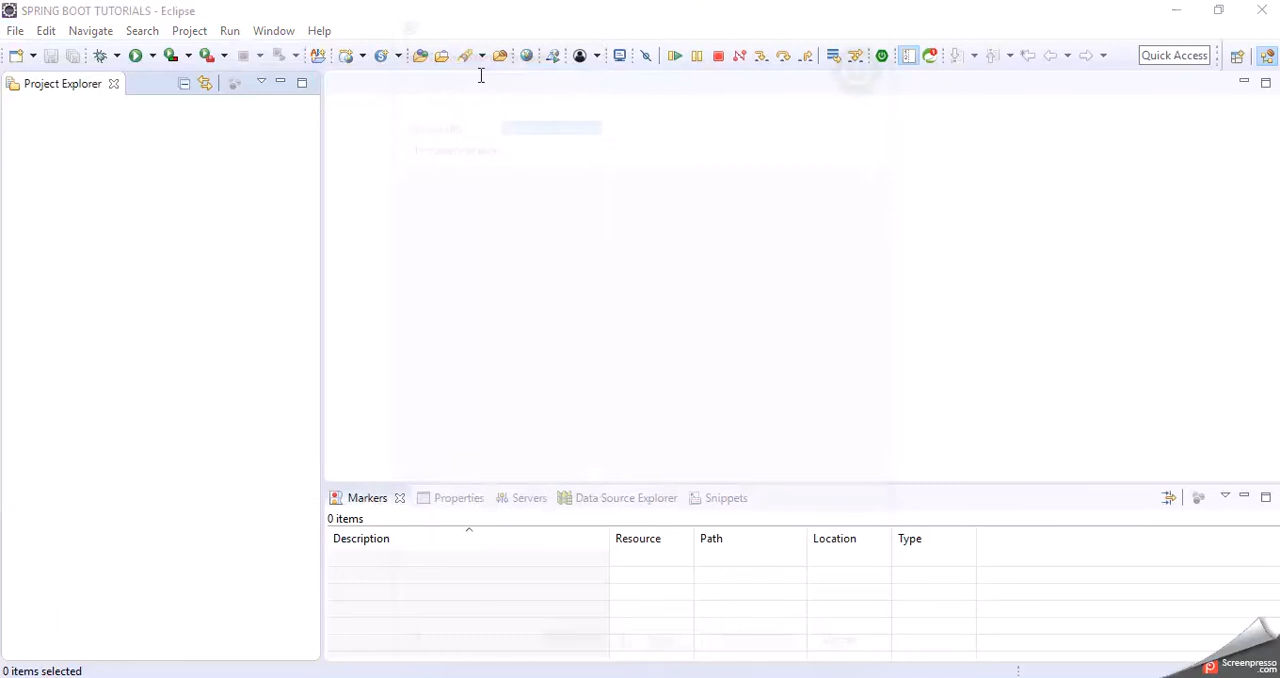 SPRING BOOT TUTORIALS - Eclipse
File Edit Navigate Search Project Run Window Help
Quick Access
Project Explorer
Markers Properties Servers Data Source Explorer Snippets
0 items
Description Resource Path Location Type
0 items selected
Screenpresso
.com